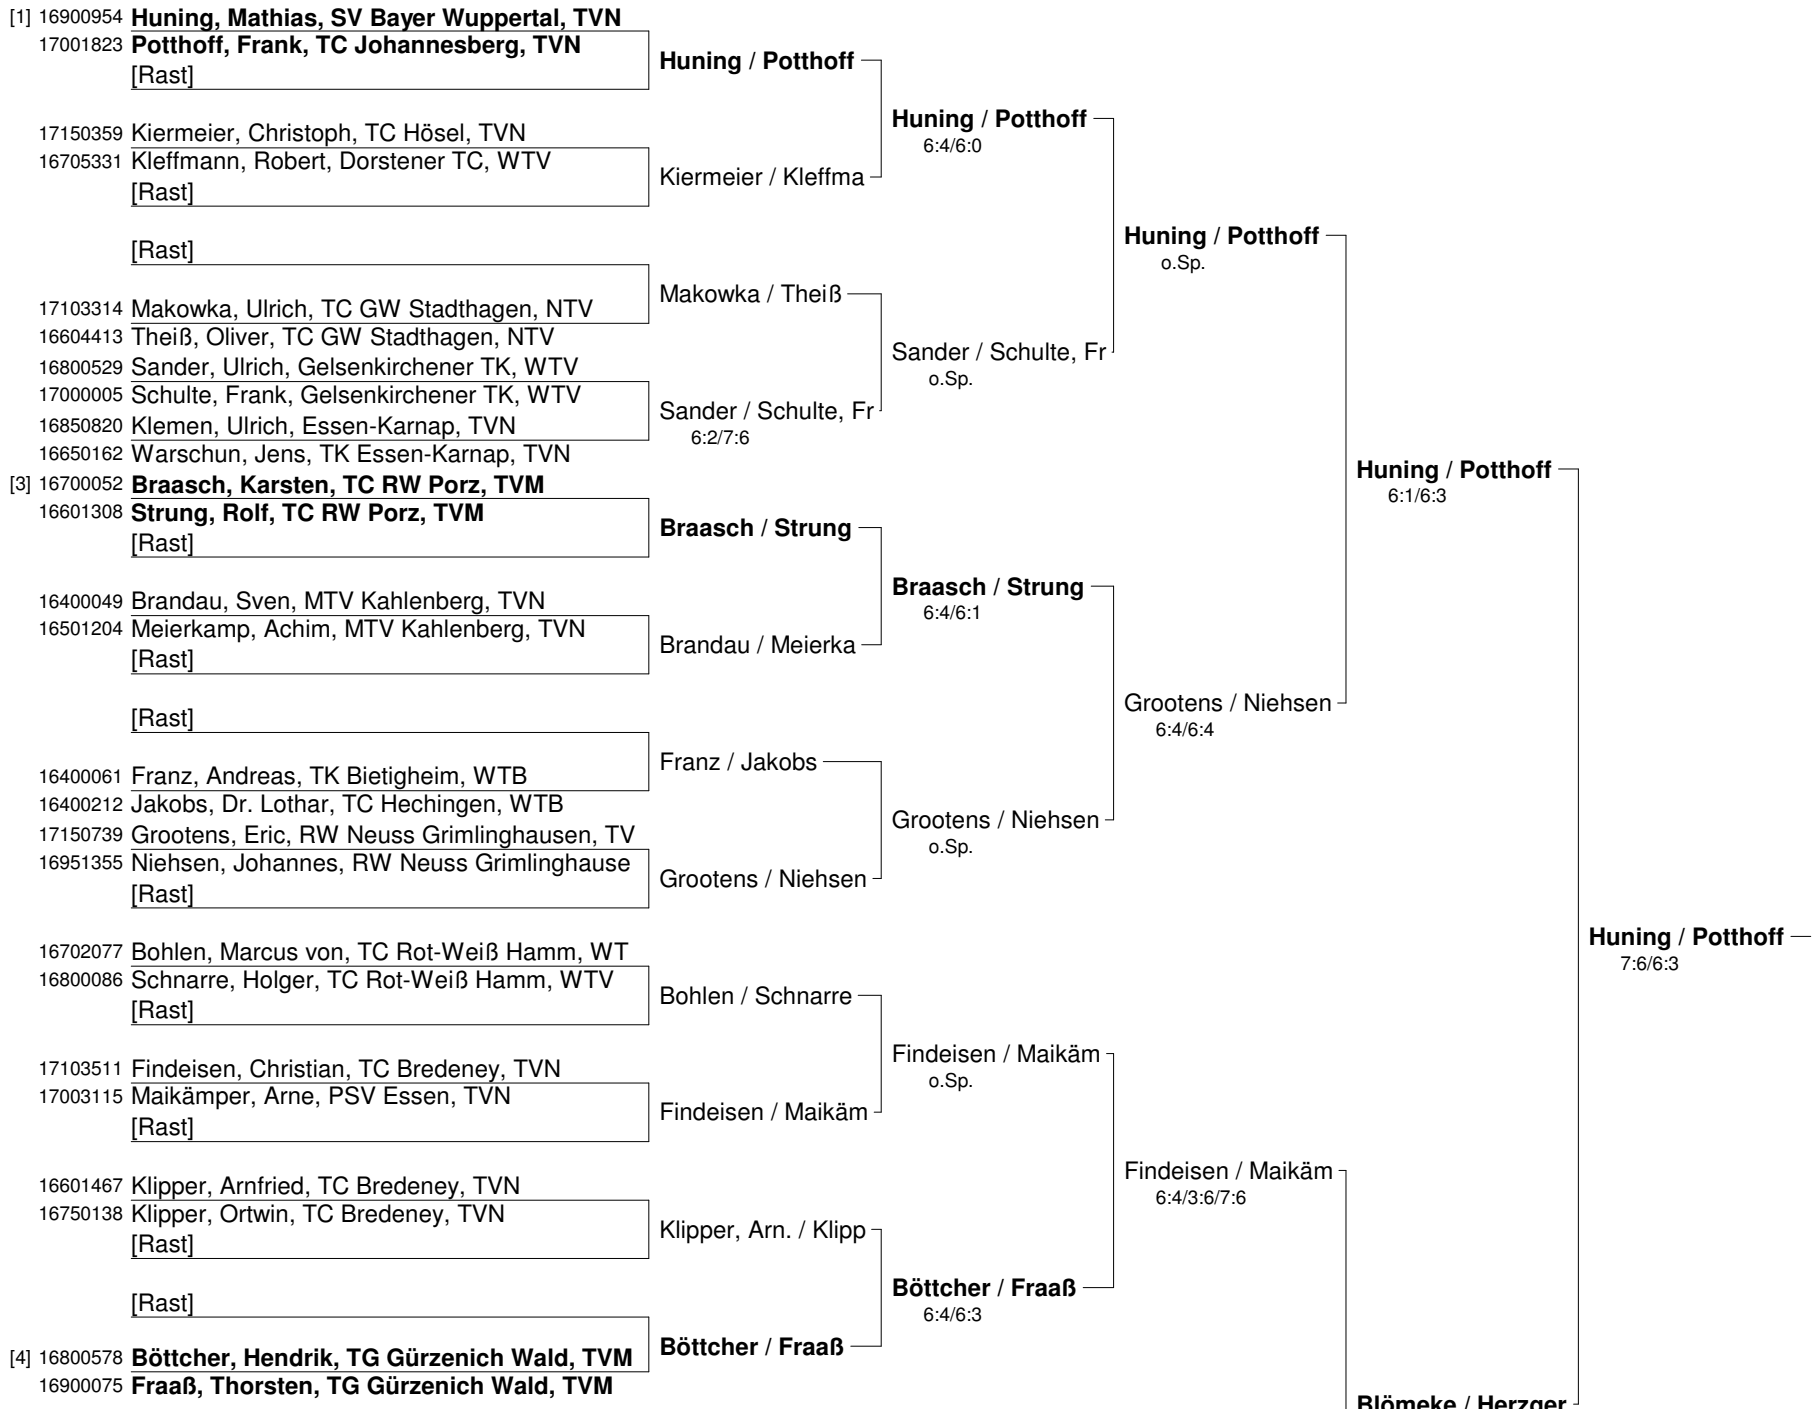 [1] 16900954 Huning, Mathias, SV Bayer Wuppertal, TVN
17001823 Potthoff, Frank, TC Johannesberg, TVN
Huning / Potthoff
[Rast]
Huning / Potthoff
6:4/6:0
17150359 Kiermeier, Christoph, TC Hösel, TVN
16705331 Kleffmann, Robert, Dorstener TC, WTV
Kiermeier / Kleffma
[Rast]
Huning / Potthoff
o.Sp.
[Rast]
Makowka / Theiß
17103314 Makowka, Ulrich, TC GW Stadthagen, NTV
16604413 Theiß, Oliver, TC GW Stadthagen, NTV
Sander / Schulte, Fr
o.Sp.
16800529 Sander, Ulrich, Gelsenkirchener TK, WTV
17000005 Schulte, Frank, Gelsenkirchener TK, WTV
Sander / Schulte, Fr
6:2/7:6
16850820 Klemen, Ulrich, Essen-Karnap, TVN
16650162 Warschun, Jens, TK Essen-Karnap, TVN
Huning / Potthoff
6:1/6:3
[3] 16700052 Braasch, Karsten, TC RW Porz, TVM
16601308 Strung, Rolf, TC RW Porz, TVM
Braasch / Strung
[Rast]
Braasch / Strung
6:4/6:1
16400049 Brandau, Sven, MTV Kahlenberg, TVN
16501204 Meierkamp, Achim, MTV Kahlenberg, TVN
Brandau / Meierka
[Rast]
Grootens / Niehsen
6:4/6:4
[Rast]
Franz / Jakobs
16400061 Franz, Andreas, TK Bietigheim, WTB
16400212 Jakobs, Dr. Lothar, TC Hechingen, WTB
Grootens / Niehsen
o.Sp.
17150739 Grootens, Eric, RW Neuss Grimlinghausen, TV
16951355 Niehsen, Johannes, RW Neuss Grimlinghause
Grootens / Niehsen
[Rast]
Huning / Potthoff
7:6/6:3
16702077 Bohlen, Marcus von, TC Rot-Weiß Hamm, WT
16800086 Schnarre, Holger, TC Rot-Weiß Hamm, WTV
Bohlen / Schnarre
[Rast]
Findeisen / Maikäm
o.Sp.
17103511 Findeisen, Christian, TC Bredeney, TVN
17003115 Maikämper, Arne, PSV Essen, TVN
Findeisen / Maikäm
[Rast]
Findeisen / Maikäm
6:4/3:6/7:6
16601467 Klipper, Arnfried, TC Bredeney, TVN
16750138 Klipper, Ortwin, TC Bredeney, TVN
Klipper, Arn. / Klipp
[Rast]
Böttcher / Fraaß
6:4/6:3
[Rast]
Böttcher / Fraaß
[4] 16800578 Böttcher, Hendrik, TG Gürzenich Wald, TVM
16900075 Fraaß, Thorsten, TG Gürzenich Wald, TVM
Blömeke / Herzger